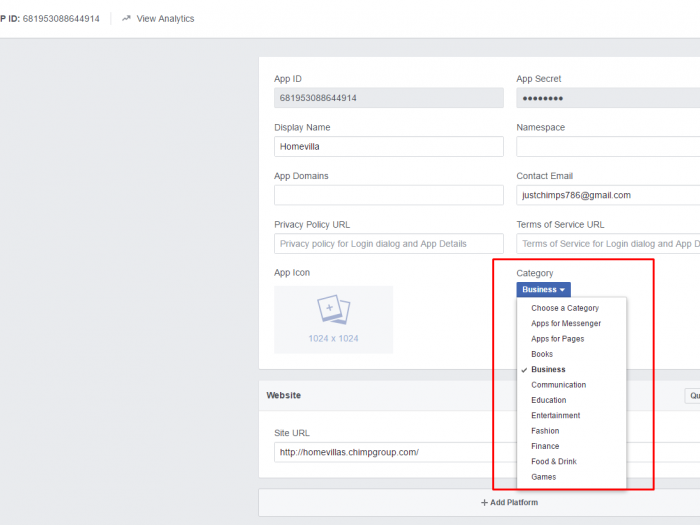 P ID: 681953088644914 View Analytics
App ID App Secret
681953088644914 ●●●●●●●●
Display Name Namespace
Homevilla
App Domains Contact Email
justchimps786@gmail.com
Privacy Policy URL Terms of Service URL
Privacy policy for Login dialog and App Details Terms of Service for Login dialog and App D
App Icon Category
Business
1024 x 1024
Choose a Category
Apps for Messenger
Apps for Pages
Books
Business
Communication
Education
Entertainment
Fashion
Finance
Food & Drink
Games
Website Qu
Site URL
http://homevillas.chimpgroup.com/
+ Add Platform